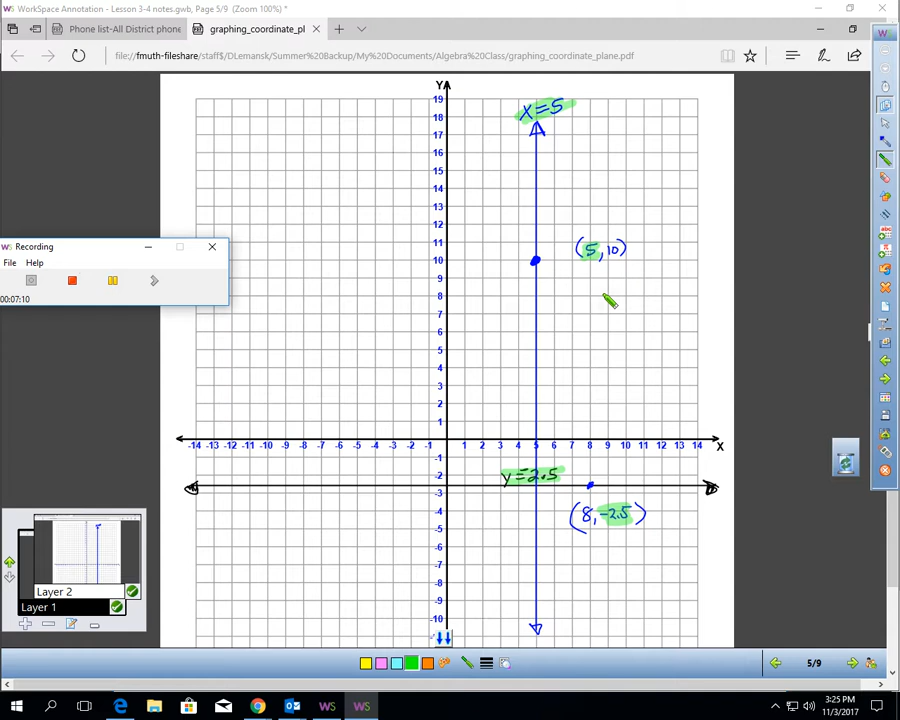 WorkSpace Annotation - Lesson 3-4 notes.gwb, Page 5/9 (Zoom 100%) *
Phone list-All District phone
graphing_coordinate_pl
file://fmuth-fileshare/staff$/DLemansk/Summer%20Backup/My%20Documents/Algebra%20Class/graphing_coordinate_plane.pdf
Y
19
18
17
16
15
14
13
12
11
10
9
8
7
6
5
4
3
2
1
x=5
(5,10)
-14 -13 -12 -11 -10 -9 -8 -7 -6 -5 -4 -3 -2 -1 1 2 3 4 5 6 7 8 9 10 11 12 13 14 X
-1
-2
-3
-4
-5
-6
-7
-8
-9
-10
y=2.5
(8,-2.5)
Recording
File Help
00:07:10
Layer 2
Layer 1
5/9
3:25 PM
11/3/2017